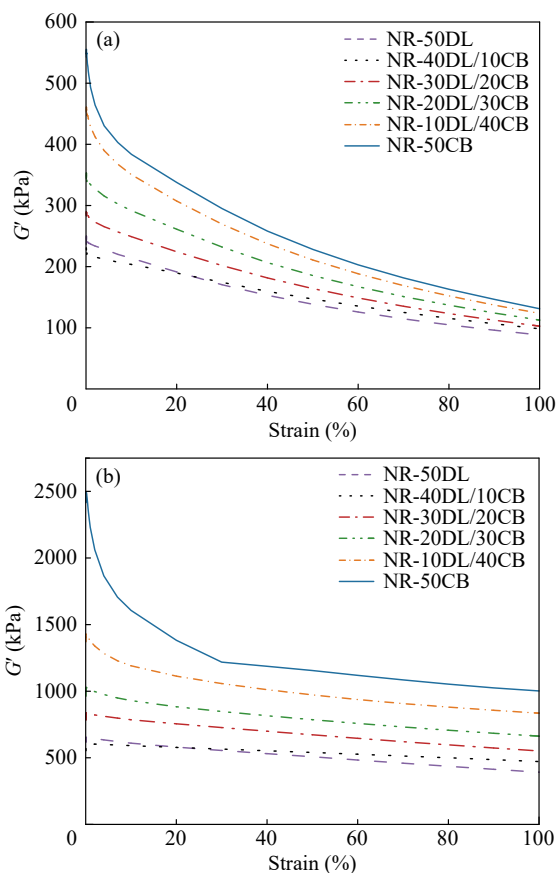 600
(a)
NR-50DL
NR-40DL/10CB
500
NR-30DL/20CB
NR-20DL/30CB
NR-10DL/40CB
400
NR-50CB
G′ (kPa)
300
200
100
0 20 40 60 80 100
Strain (%)
(b)
NR-50DL
2500
NR-40DL/10CB
NR-30DL/20CB
NR-20DL/30CB
2000
NR-10DL/40CB
NR-50CB
G′ (kPa)
1500
1000
500
0 20 40 60 80 100
Strain (%)